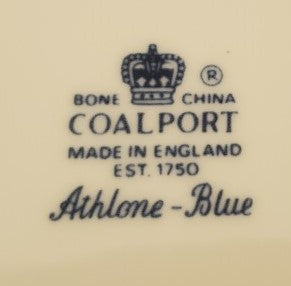 ®
BONE CHINA
COALPORT
MADE IN ENGLAND
EST. 1750
Athlone - Blue